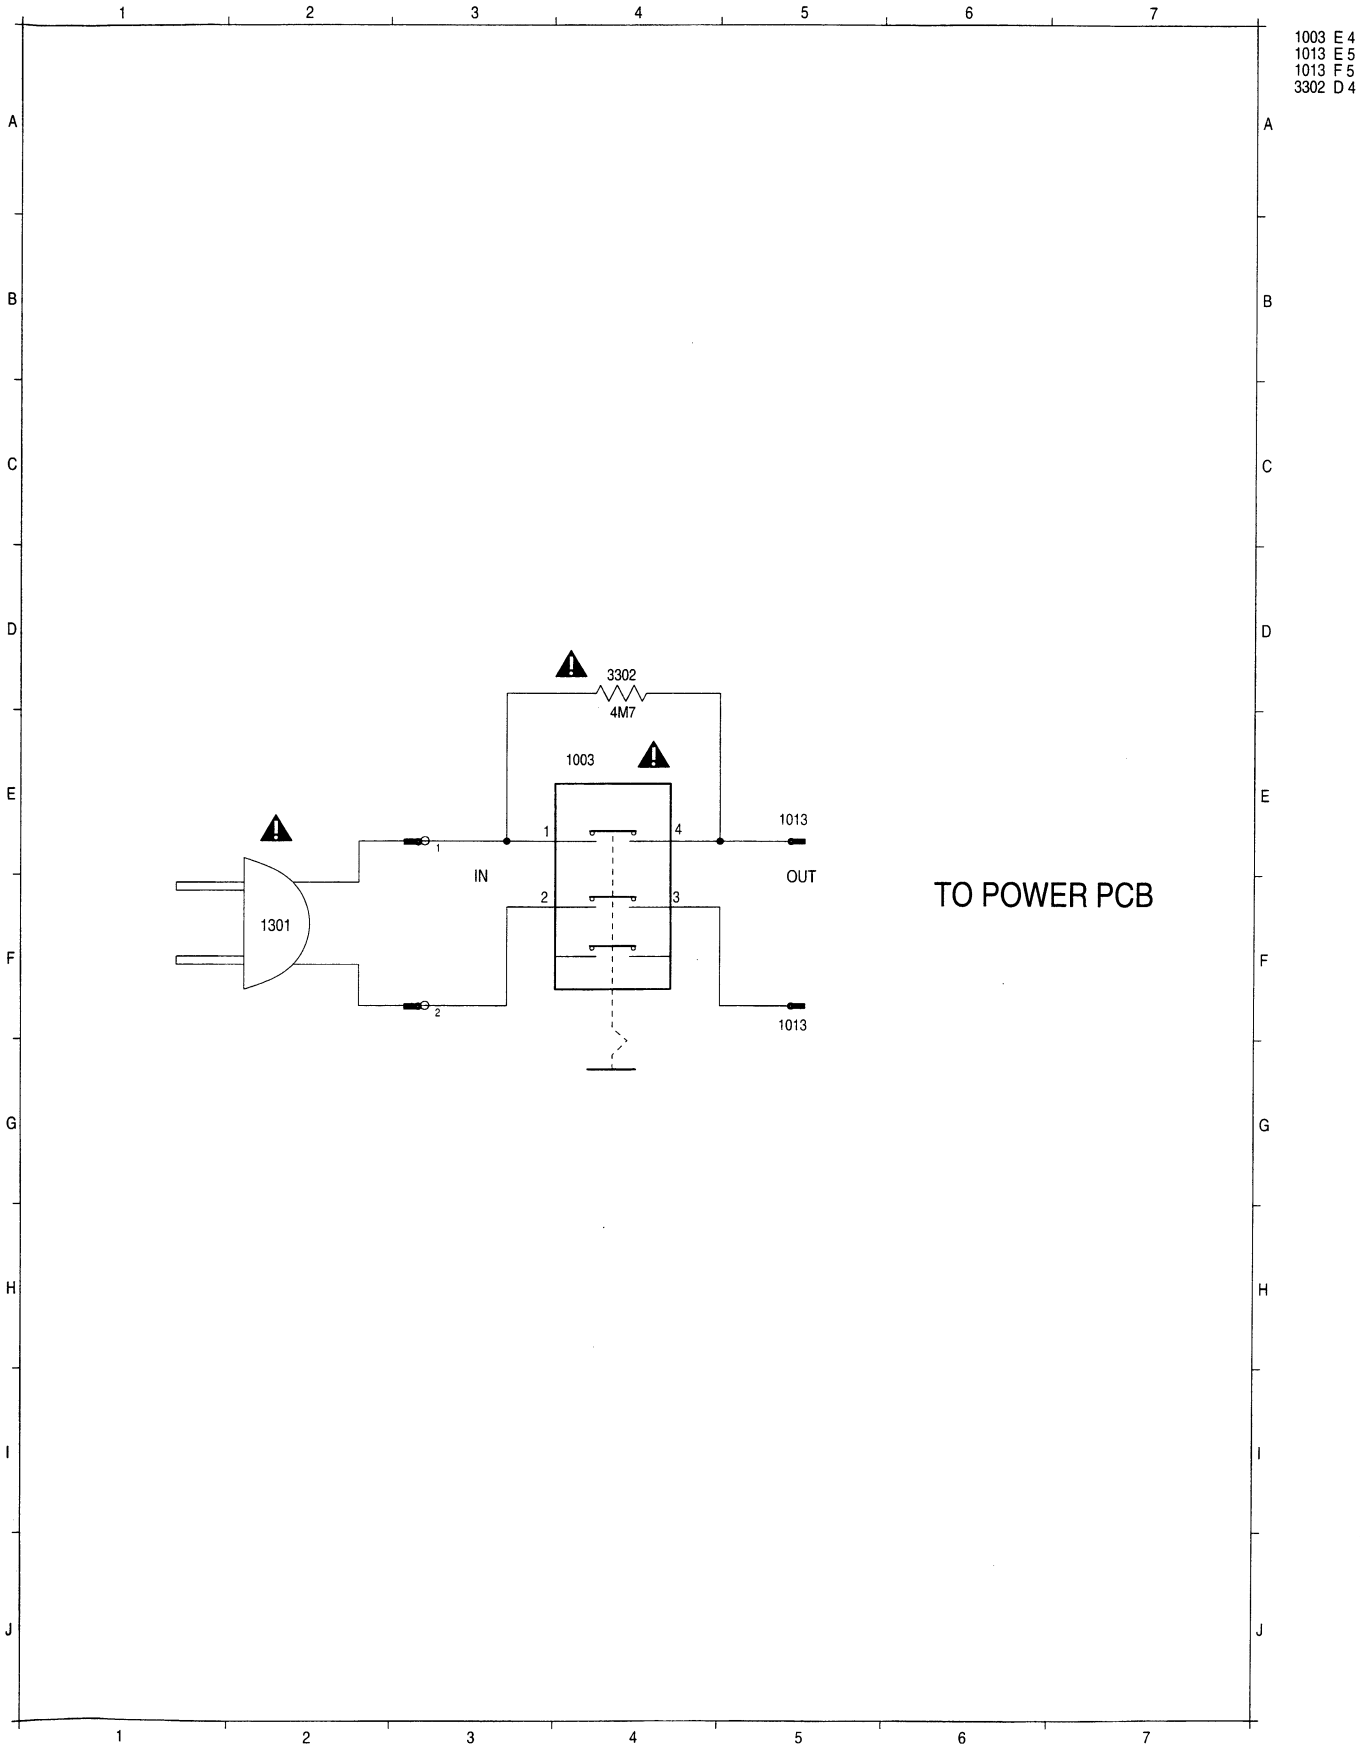 1 2 3 4 5 6 7
1003 E 4
1013 E 5
1013 F 5
3302 D 4
A A
B B
C C
D D
3302
4M7
1003
E E
1 4 1013
1
IN OUT
2 3
TO POWER PCB
1301
F F
2
1013
G G
H H
I I
J J
1 2 3 4 5 6 7